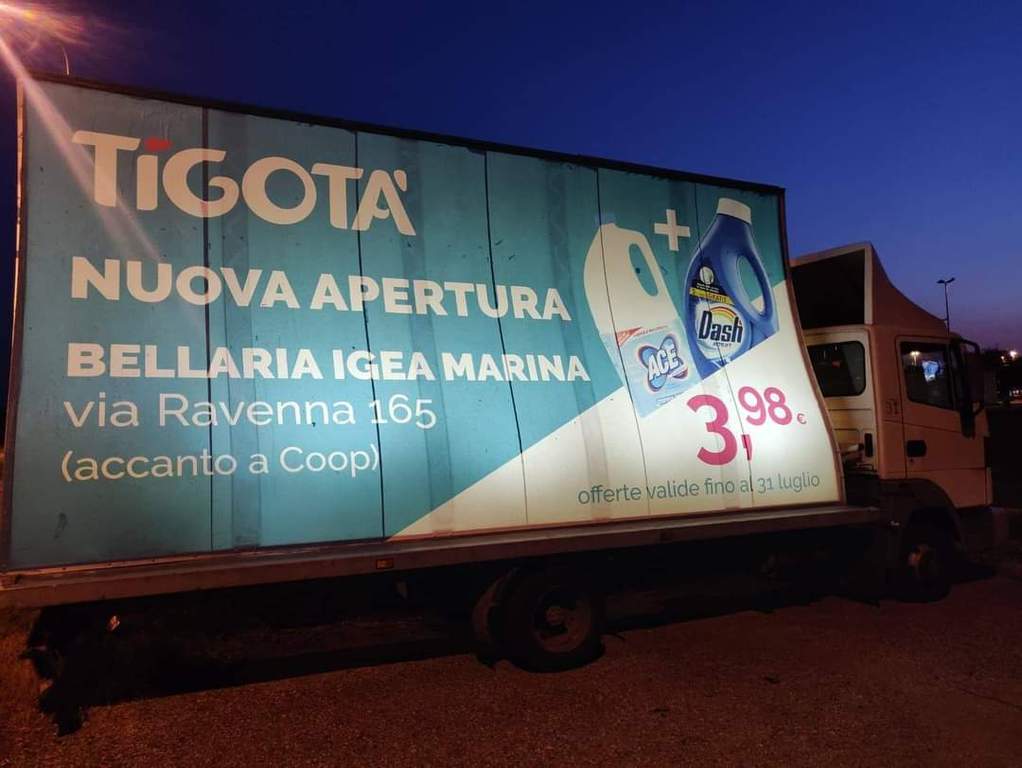 TIGOTÀ
NUOVA APERTURA
BELLARIA IGEA MARINA
via Ravenna 165
(accanto a Coop)
+
ACE
Dash
3,98€
offerte valide fino al 31 luglio